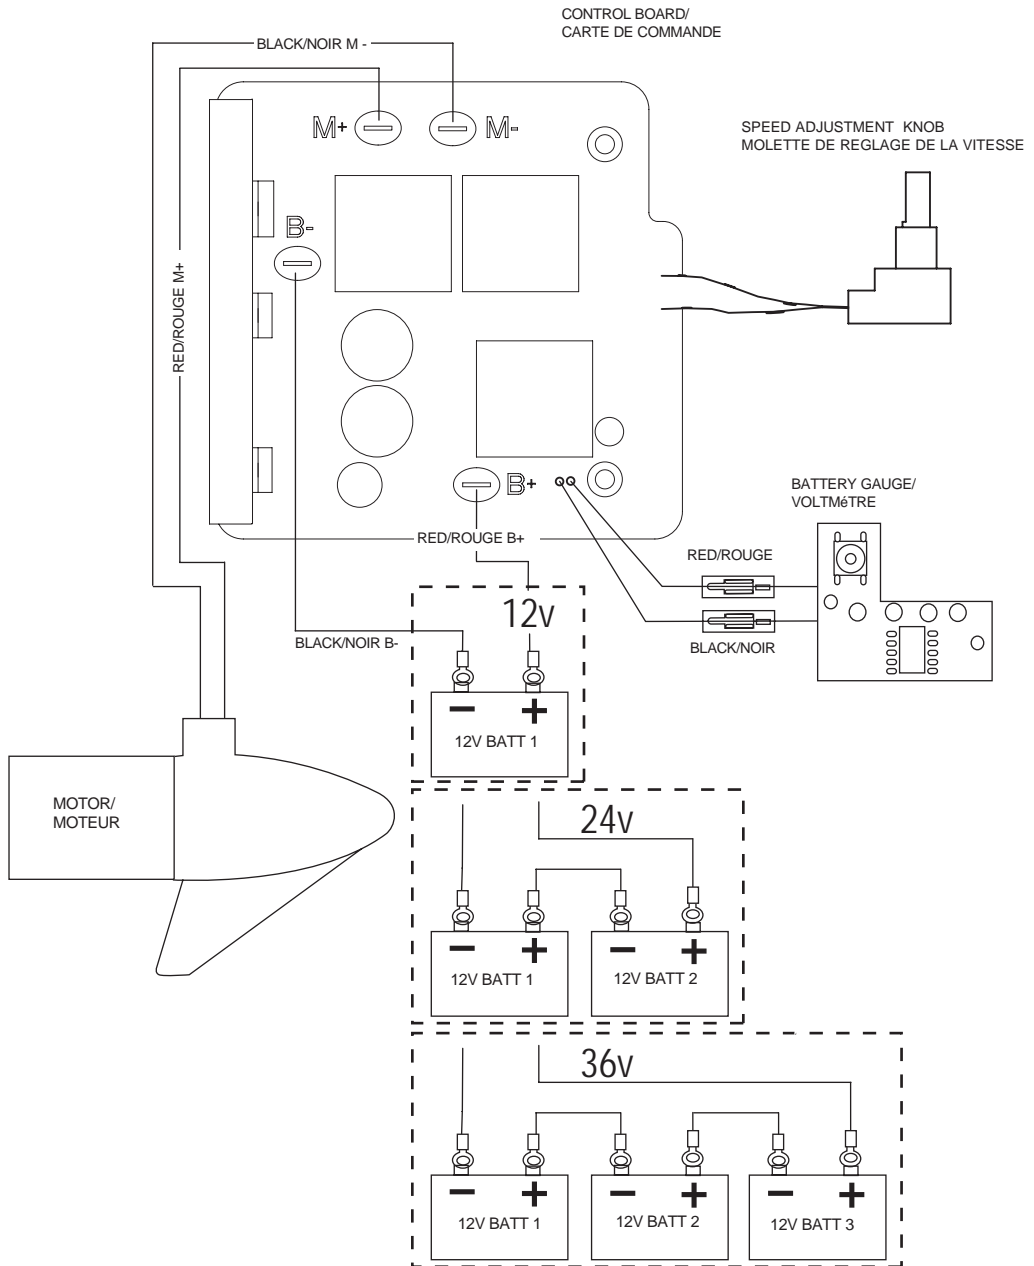 CONTROL BOARD/
CARTE DE COMMANDE
BLACK/NOIR M -
M+
M-
SPEED ADJUSTMENT KNOB
MOLETTE DE REGLAGE DE LA VITESSE
B-
RED/ROUGE M+
B+
BATTERY GAUGE/
VOLTMéTRE
RED/ROUGE B+
RED/ROUGE
12v
BLACK/NOIR B-
BLACK/NOIR
- +
12V BATT 1
MOTOR/
MOTEUR
24v
- + - +
12V BATT 1 12V BATT 2
36v
- + - + - +
12V BATT 1 12V BATT 2 12V BATT 3